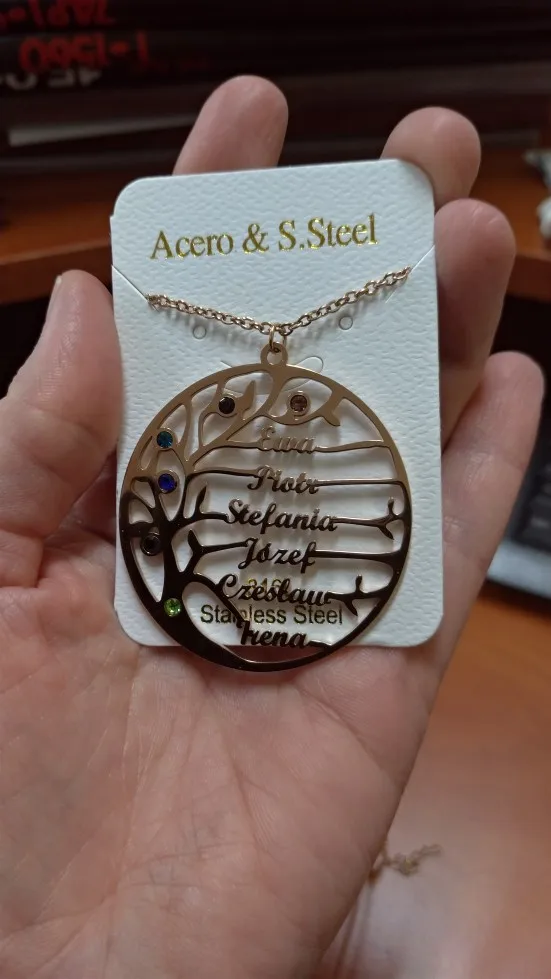 Acero & S.Steel
Ewa
Piotr
Stefania
Józef
Czesław
316
Stainless Steel
Irena